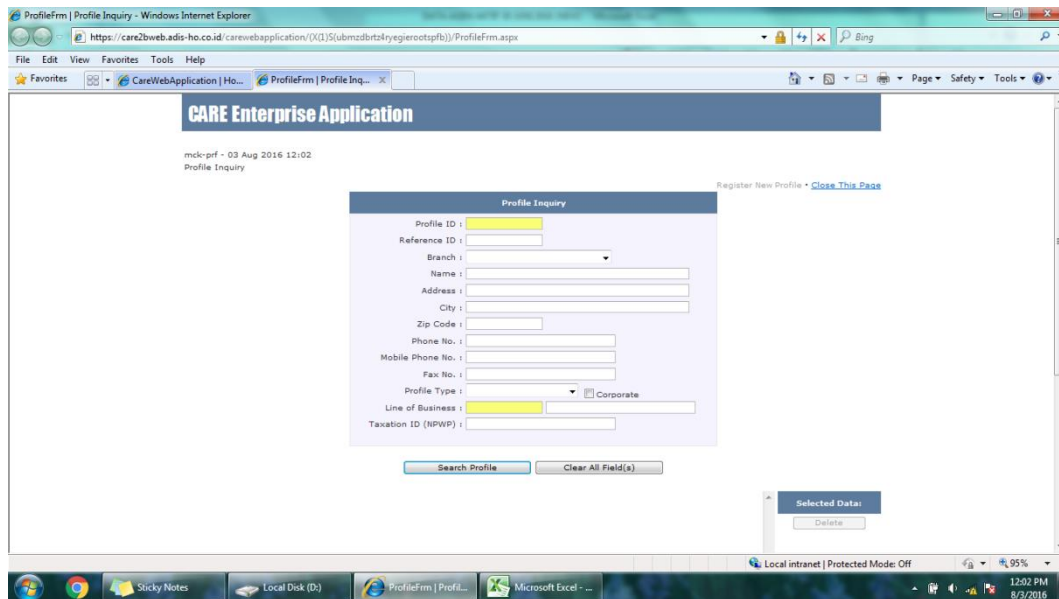 ProfileFrm | Profile Inquiry - Windows Internet Explorer
https://care2bweb.adis-ho.co.id/carewebapplication/(X(1)S(ubmzdbrtz4ryegierootspfb))/ProfileFrm.aspx
Bing
File Edit View Favorites Tools Help
Favorites CareWebApplication | Ho... ProfileFrm | Profile Inq... Page Safety Tools
CARE Enterprise Application
mck-prf - 03 Aug 2016 12:02
Profile Inquiry
Register New Profile • Close This Page
Profile Inquiry
Profile ID :
Reference ID :
Branch :
Name :
Address :
City :
Zip Code :
Phone No. :
Mobile Phone No. :
Fax No. :
Profile Type : Corporate
Line of Business :
Taxation ID (NPWP) :
Search Profile Clear All Field(s)
Selected Data:
Delete
Local intranet | Protected Mode: Off 95%
Sticky Notes Local Disk (D:) ProfileFrm | Profil... Microsoft Excel - ... 12:02 PM
8/3/2016